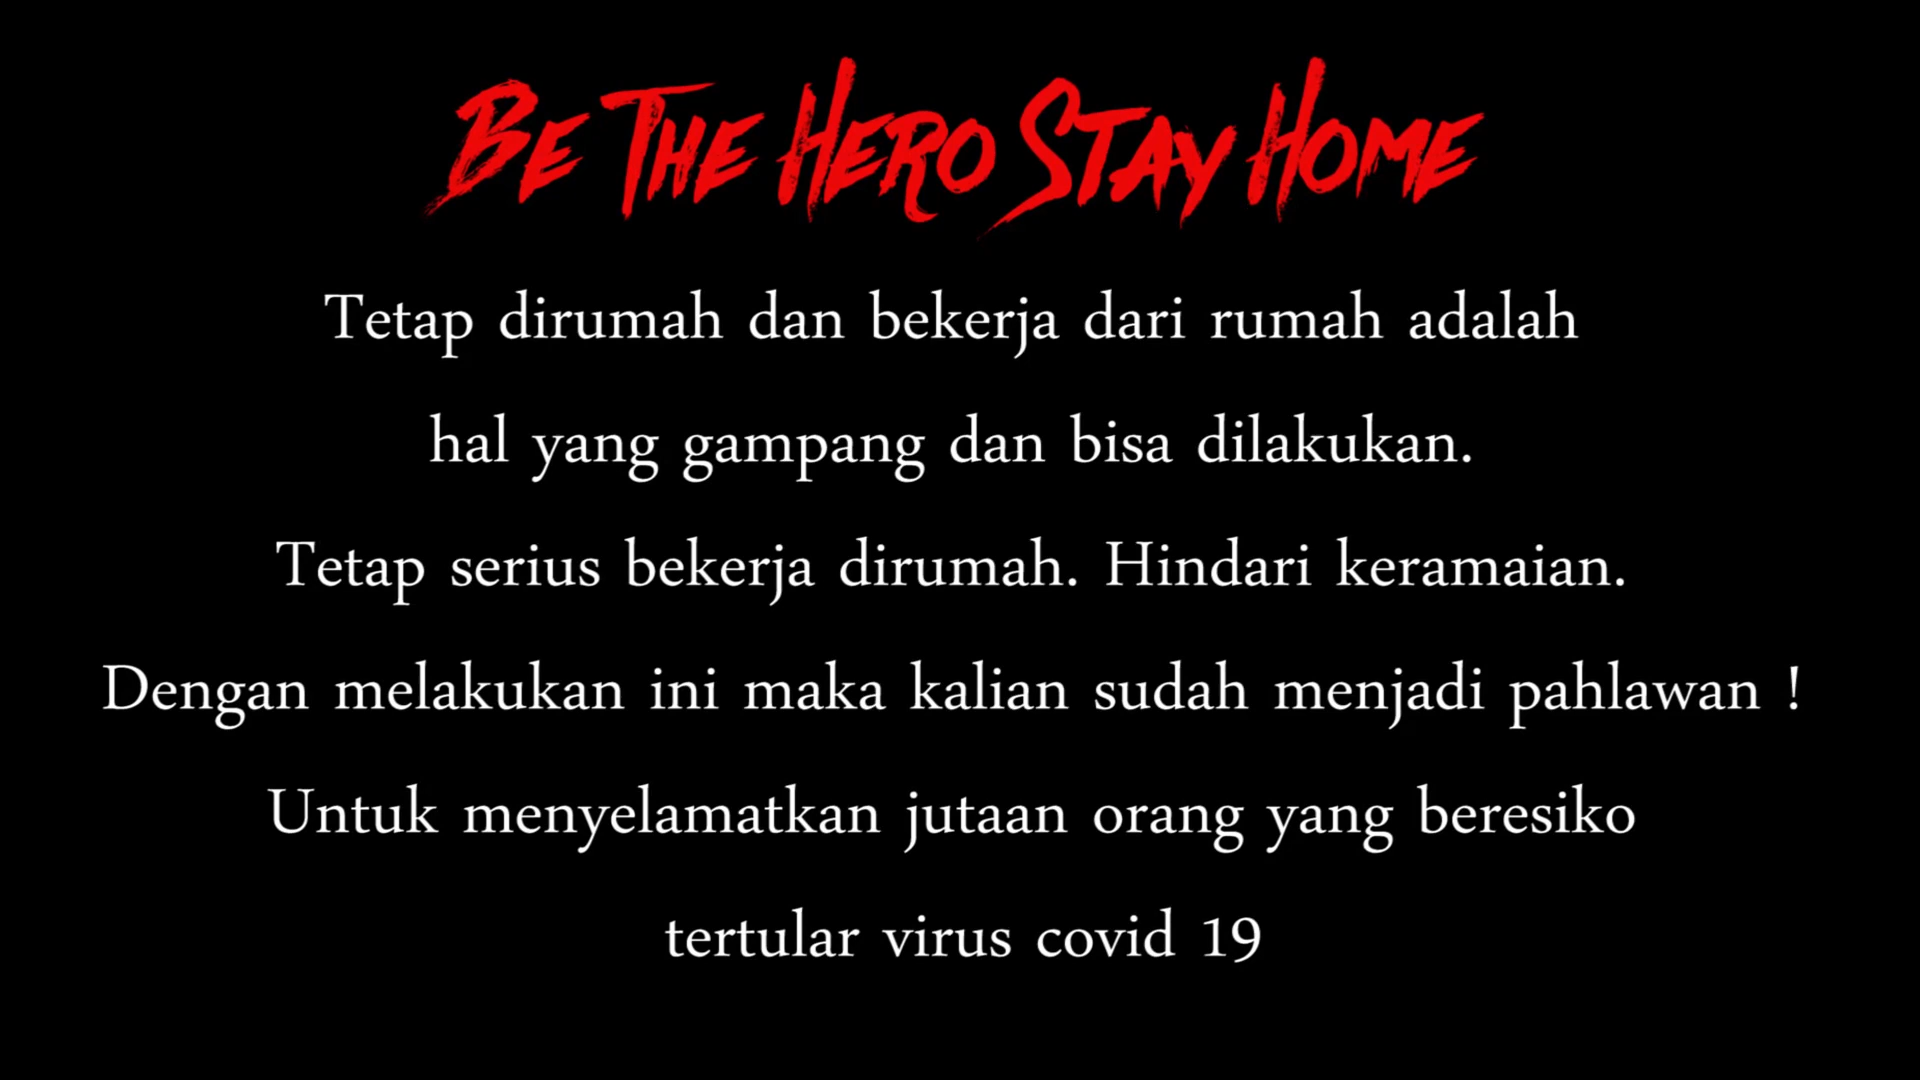 Be The Hero Stay Home
Tetap dirumah dan bekerja dari rumah adalah
hal yang gampang dan bisa dilakukan.
Tetap serius bekerja dirumah. Hindari keramaian.
Dengan melakukan ini maka kalian sudah menjadi pahlawan !
Untuk menyelamatkan jutaan orang yang beresiko
tertular virus covid 19